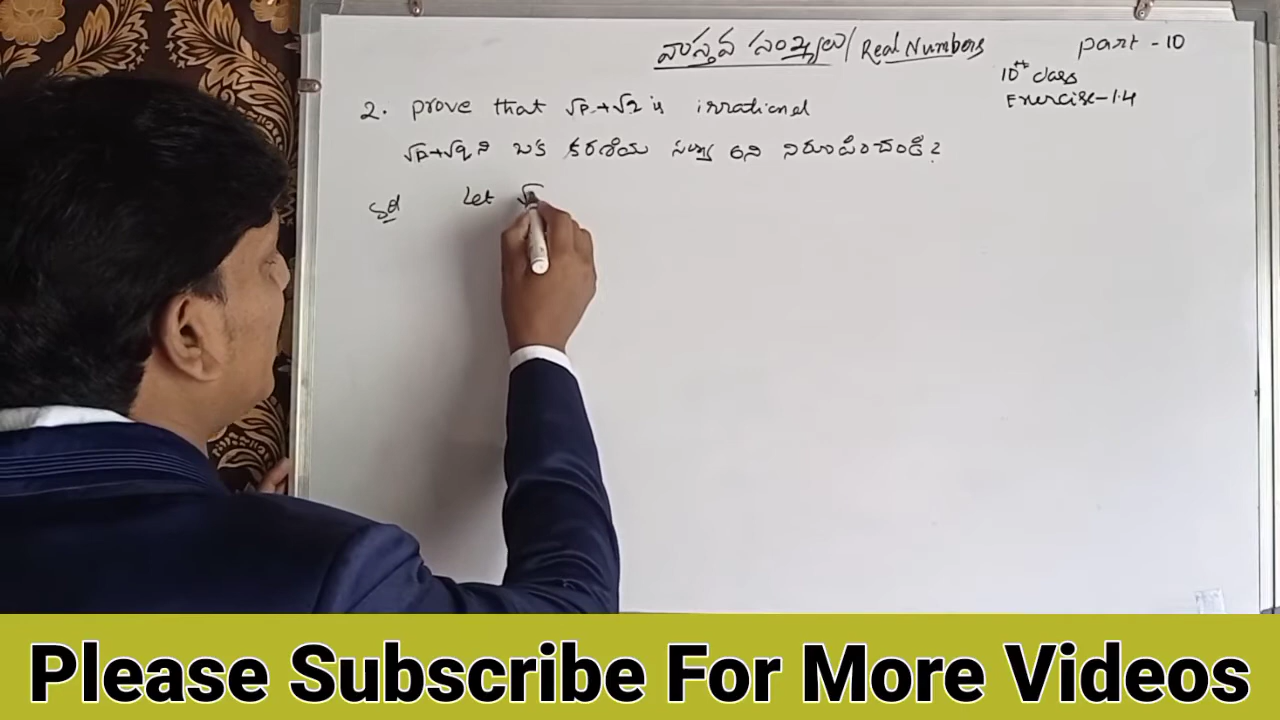 వాస్తవ సంఖ్యలు/Real Numbers
Part - 10
10th class
Exercise-1.4
2. prove that √p+√q is irrational
√p+√q ని ఒక కరణీయ సంఖ్య అని నిరూపించండి?
Sol Let √
Please Subscribe For More Videos